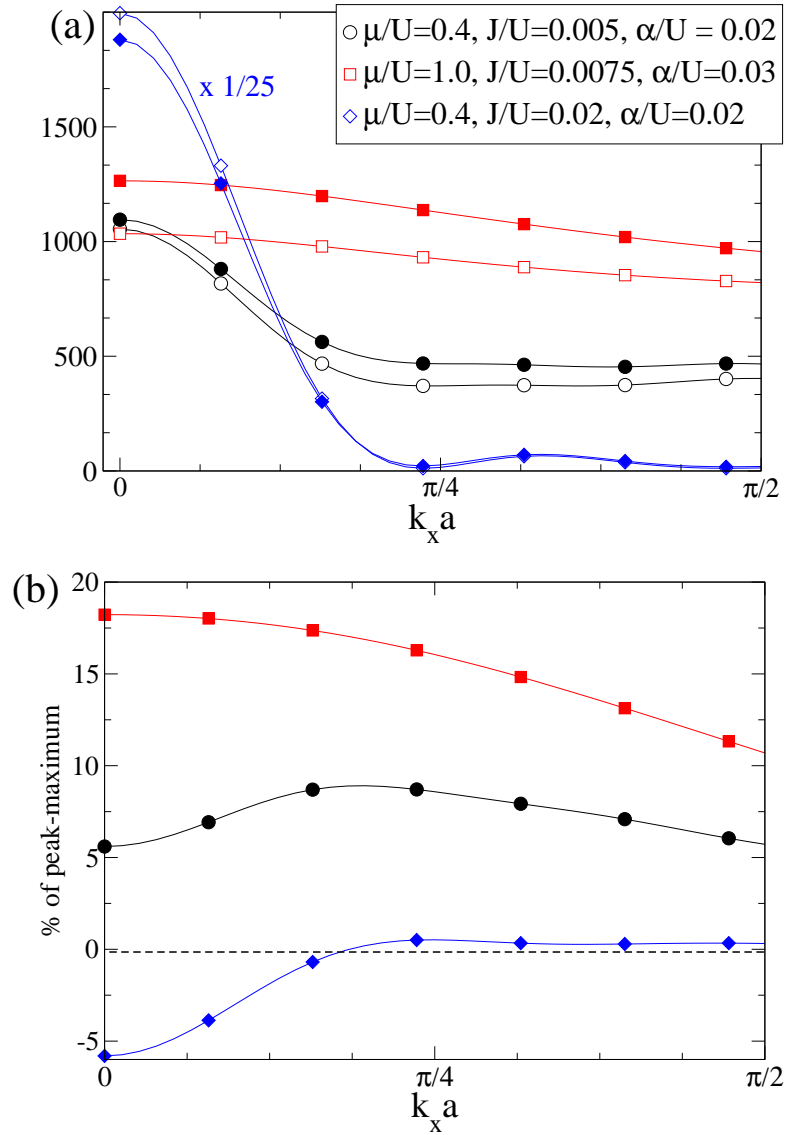 (a)
μ/U=0.4, J/U=0.005, α/U = 0.02
μ/U=1.0, J/U=0.0075, α/U=0.03
μ/U=0.4, J/U=0.02, α/U=0.02
x 1/25
1500
1000
500
0
0 π/4 π/2
kₓa
(b)
20
15
10
5
0
-5
% of peak-maximum
0 π/4 π/2
kₓa